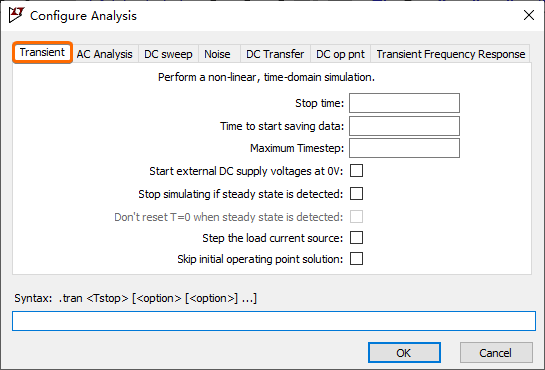 Configure Analysis
Transient AC Analysis DC sweep Noise DC Transfer DC op pnt Transient Frequency Response
Perform a non-linear, time-domain simulation.
Stop time:
Time to start saving data:
Maximum Timestep:
Start external DC supply voltages at 0V:
Stop simulating if steady state is detected:
Don't reset T=0 when steady state is detected:
Step the load current source:
Skip initial operating point solution:
Syntax: .tran <Tstop> [<option> [<option>] ...]
OK Cancel